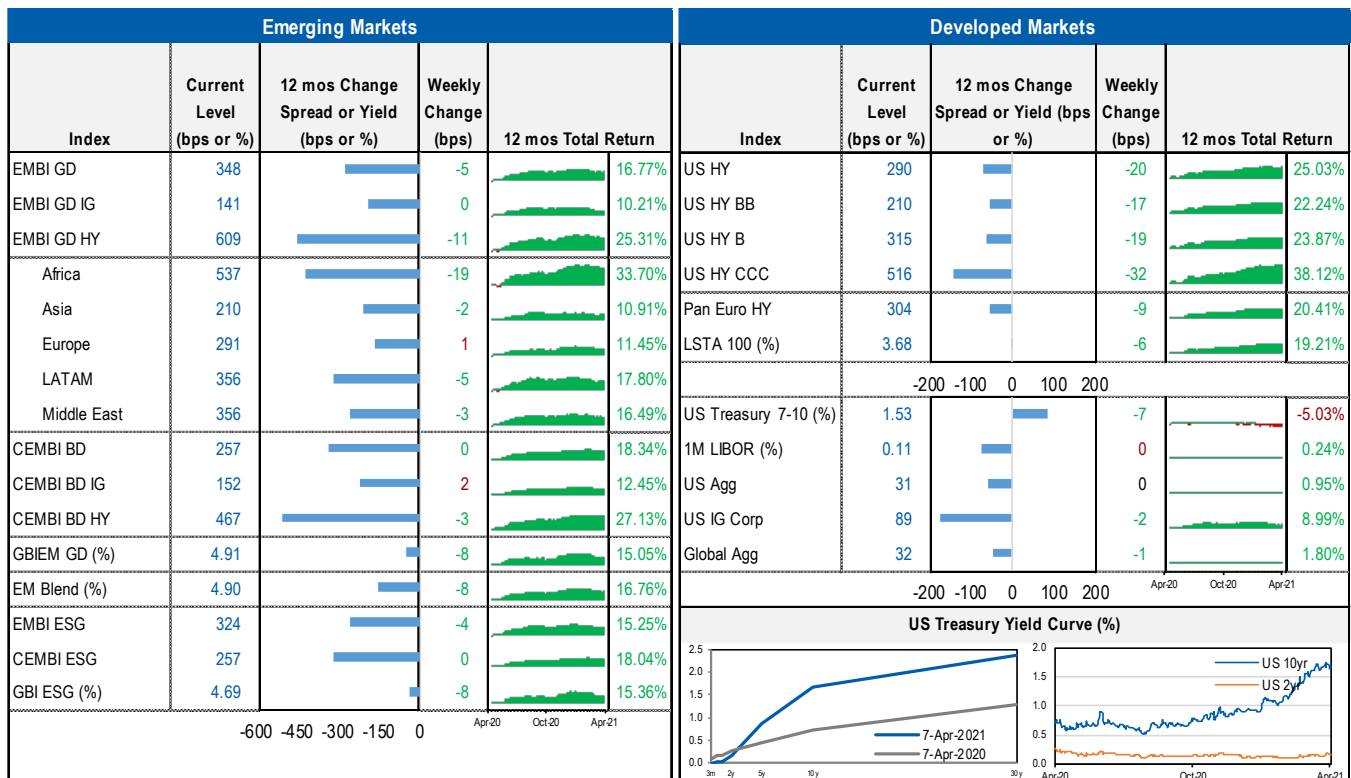 Emerging Markets
Index
Current Level (bps or %)
12 mos Change Spread or Yield (bps or %)
Weekly Change (bps)
12 mos Total Return
EMBI GD 348 -5 16.77%
EMBI GD IG 141 0 10.21%
EMBI GD HY 609 -11 25.31%
Africa 537 -19 33.70%
Asia 210 -2 10.91%
Europe 291 1 11.45%
LATAM 356 -5 17.80%
Middle East 356 -3 16.49%
CEMBI BD 257 0 18.34%
CEMBI BD IG 152 2 12.45%
CEMBI BD HY 467 -3 27.13%
GBIEM GD (%) 4.91 -8 15.05%
EM Blend (%) 4.90 -8 16.76%
EMBI ESG 324 -4 15.25%
CEMBI ESG 257 0 18.04%
GBI ESG (%) 4.69 -8 15.36%
-600 -450 -300 -150 0
Apr-20 Oct-20 Apr-21
Developed Markets
Index
Current Level (bps or %)
12 mos Change Spread or Yield (bps or %)
Weekly Change (bps)
12 mos Total Return
US HY 290 -20 25.03%
US HY BB 210 -17 22.24%
US HY B 315 -19 23.87%
US HY CCC 516 -32 38.12%
Pan Euro HY 304 -9 20.41%
LSTA 100 (%) 3.68 -6 19.21%
-200 -100 0 100 200
US Treasury 7-10 (%) 1.53 -7 -5.03%
1M LIBOR (%) 0.11 0 0.24%
US Agg 31 0 0.95%
US IG Corp 89 -2 8.99%
Global Agg 32 -1 1.80%
-200 -100 0 100 200
Apr-20 Oct-20 Apr-21
US Treasury Yield Curve (%)
2.5
2.0
1.5
1.0
0.5
0.0
3m 2y 5y 10y 30y
7-Apr-2021
7-Apr-2020
2.0
1.5
1.0
0.5
0.0
US 10yr
US 2yr
Apr-20 Oct-20 Apr-21